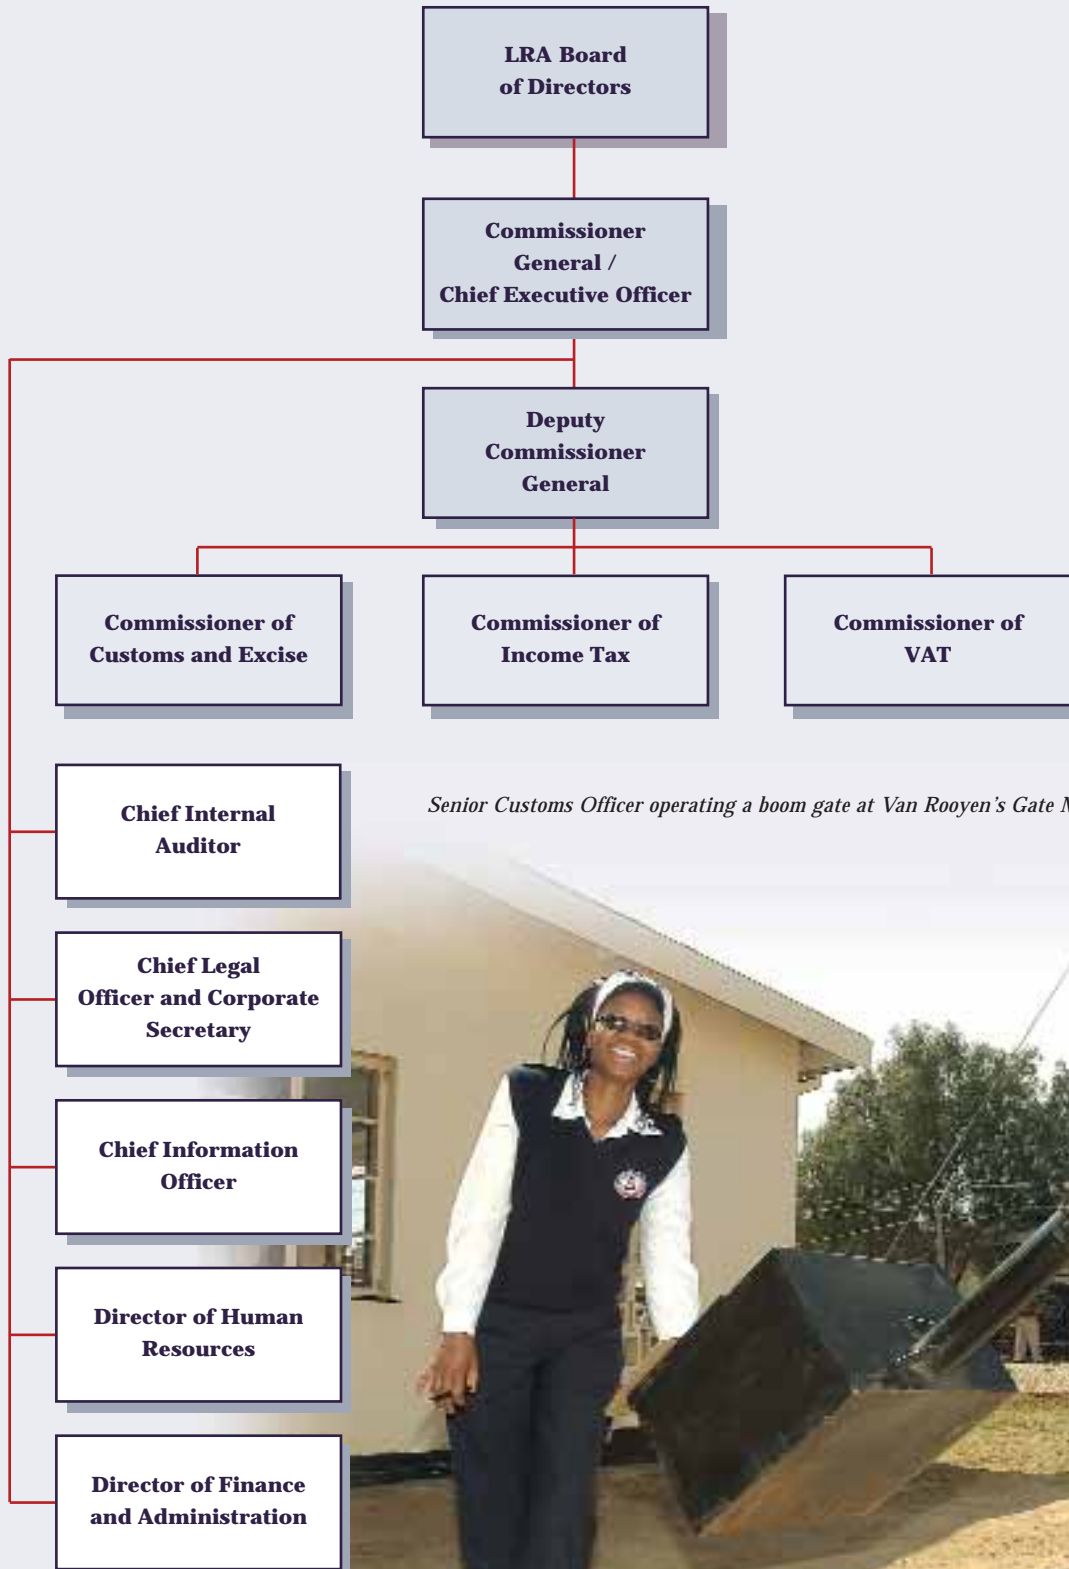 LRA Board
of Directors
Commissioner
General /
Chief Executive Officer
Deputy
Commissioner
General
Commissioner of
Customs and Excise
Commissioner of
Income Tax
Commissioner of
VAT
Chief Internal
Auditor
Senior Customs Officer operating a boom gate at Van Rooyen's Gate
Chief Legal
Officer and Corporate
Secretary
Chief Information
Officer
Director of Human
Resources
Director of Finance
and Administration